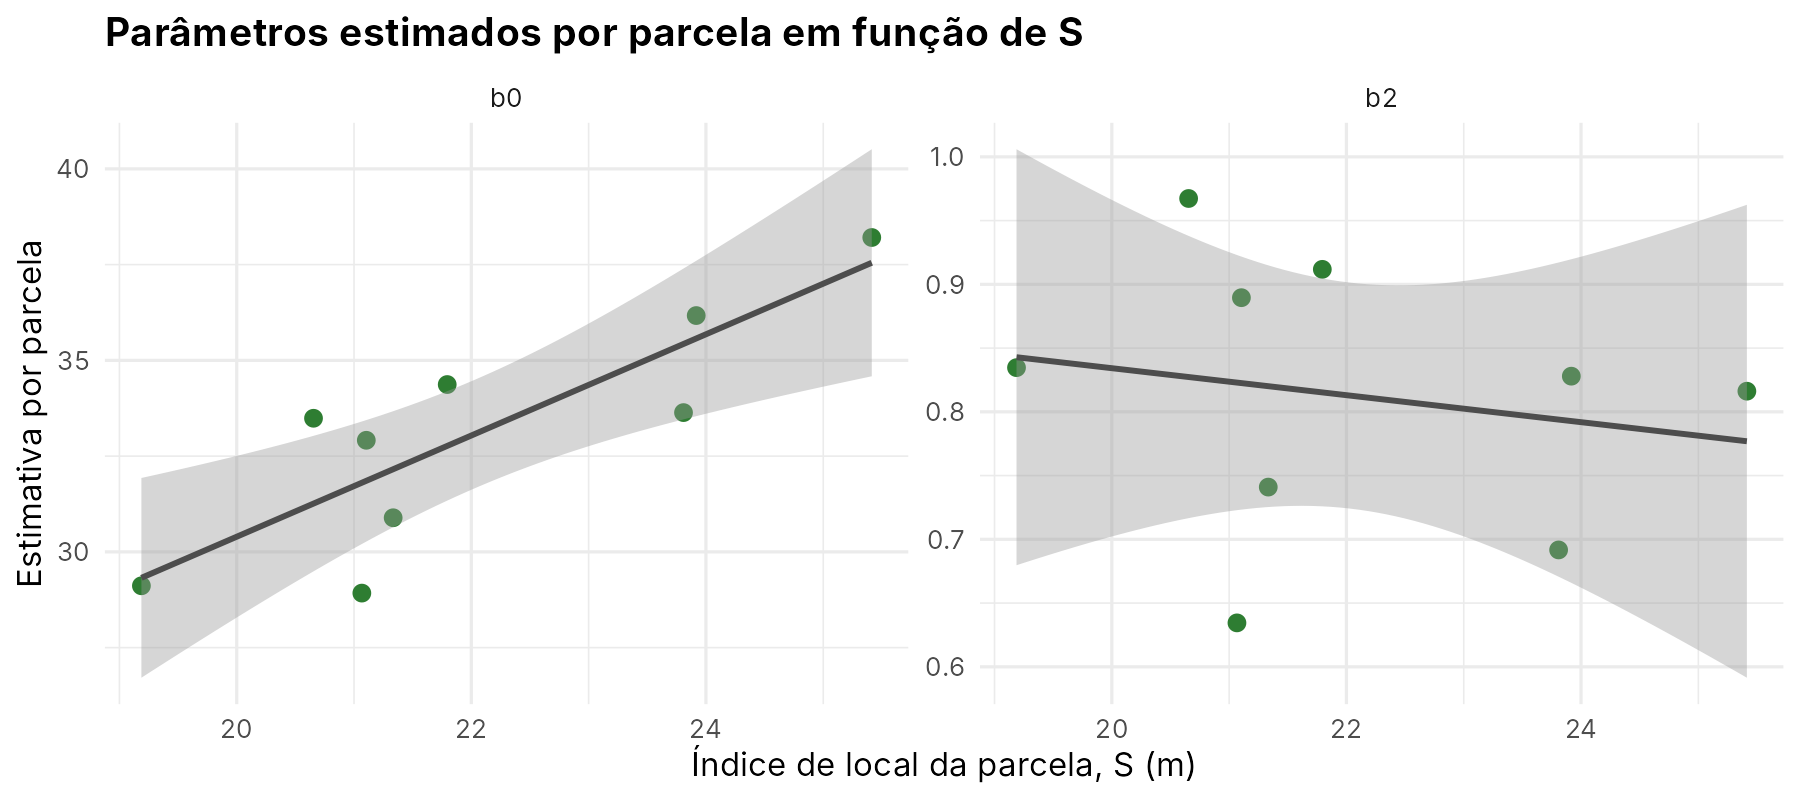 Parâmetros estimados por parcela em função de S
b0
b2
Estimativa por parcela
40
35
30
1.0
0.9
0.8
0.7
0.6
20 22 24
20 22 24
Índice de local da parcela, S (m)